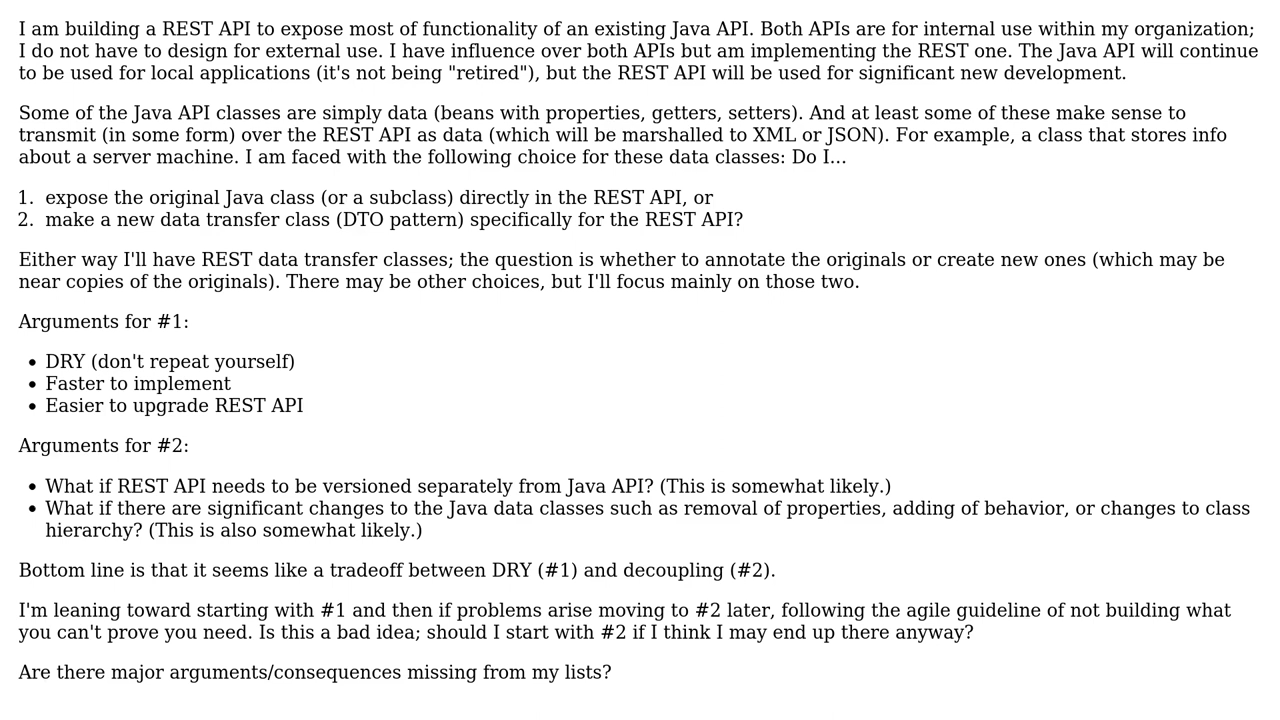 I am building a REST API to expose most of functionality of an existing Java API. Both APIs are for internal use within my organization;
I do not have to design for external use. I have influence over both APIs but am implementing the REST one. The Java API will continue
to be used for local applications (it's not being "retired"), but the REST API will be used for significant new development.
Some of the Java API classes are simply data (beans with properties, getters, setters). And at least some of these make sense to
transmit (in some form) over the REST API as data (which will be marshalled to XML or JSON). For example, a class that stores info
about a server machine. I am faced with the following choice for these data classes: Do I...
1. expose the original Java class (or a subclass) directly in the REST API, or
2. make a new data transfer class (DTO pattern) specifically for the REST API?
Either way I'll have REST data transfer classes; the question is whether to annotate the originals or create new ones (which may be
near copies of the originals). There may be other choices, but I'll focus mainly on those two.
Arguments for #1:
• DRY (don't repeat yourself)
• Faster to implement
• Easier to upgrade REST API
Arguments for #2:
• What if REST API needs to be versioned separately from Java API? (This is somewhat likely.)
• What if there are significant changes to the Java data classes such as removal of properties, adding of behavior, or changes to class
hierarchy? (This is also somewhat likely.)
Bottom line is that it seems like a tradeoff between DRY (#1) and decoupling (#2).
I'm leaning toward starting with #1 and then if problems arise moving to #2 later, following the agile guideline of not building what
you can't prove you need. Is this a bad idea; should I start with #2 if I think I may end up there anyway?
Are there major arguments/consequences missing from my lists?